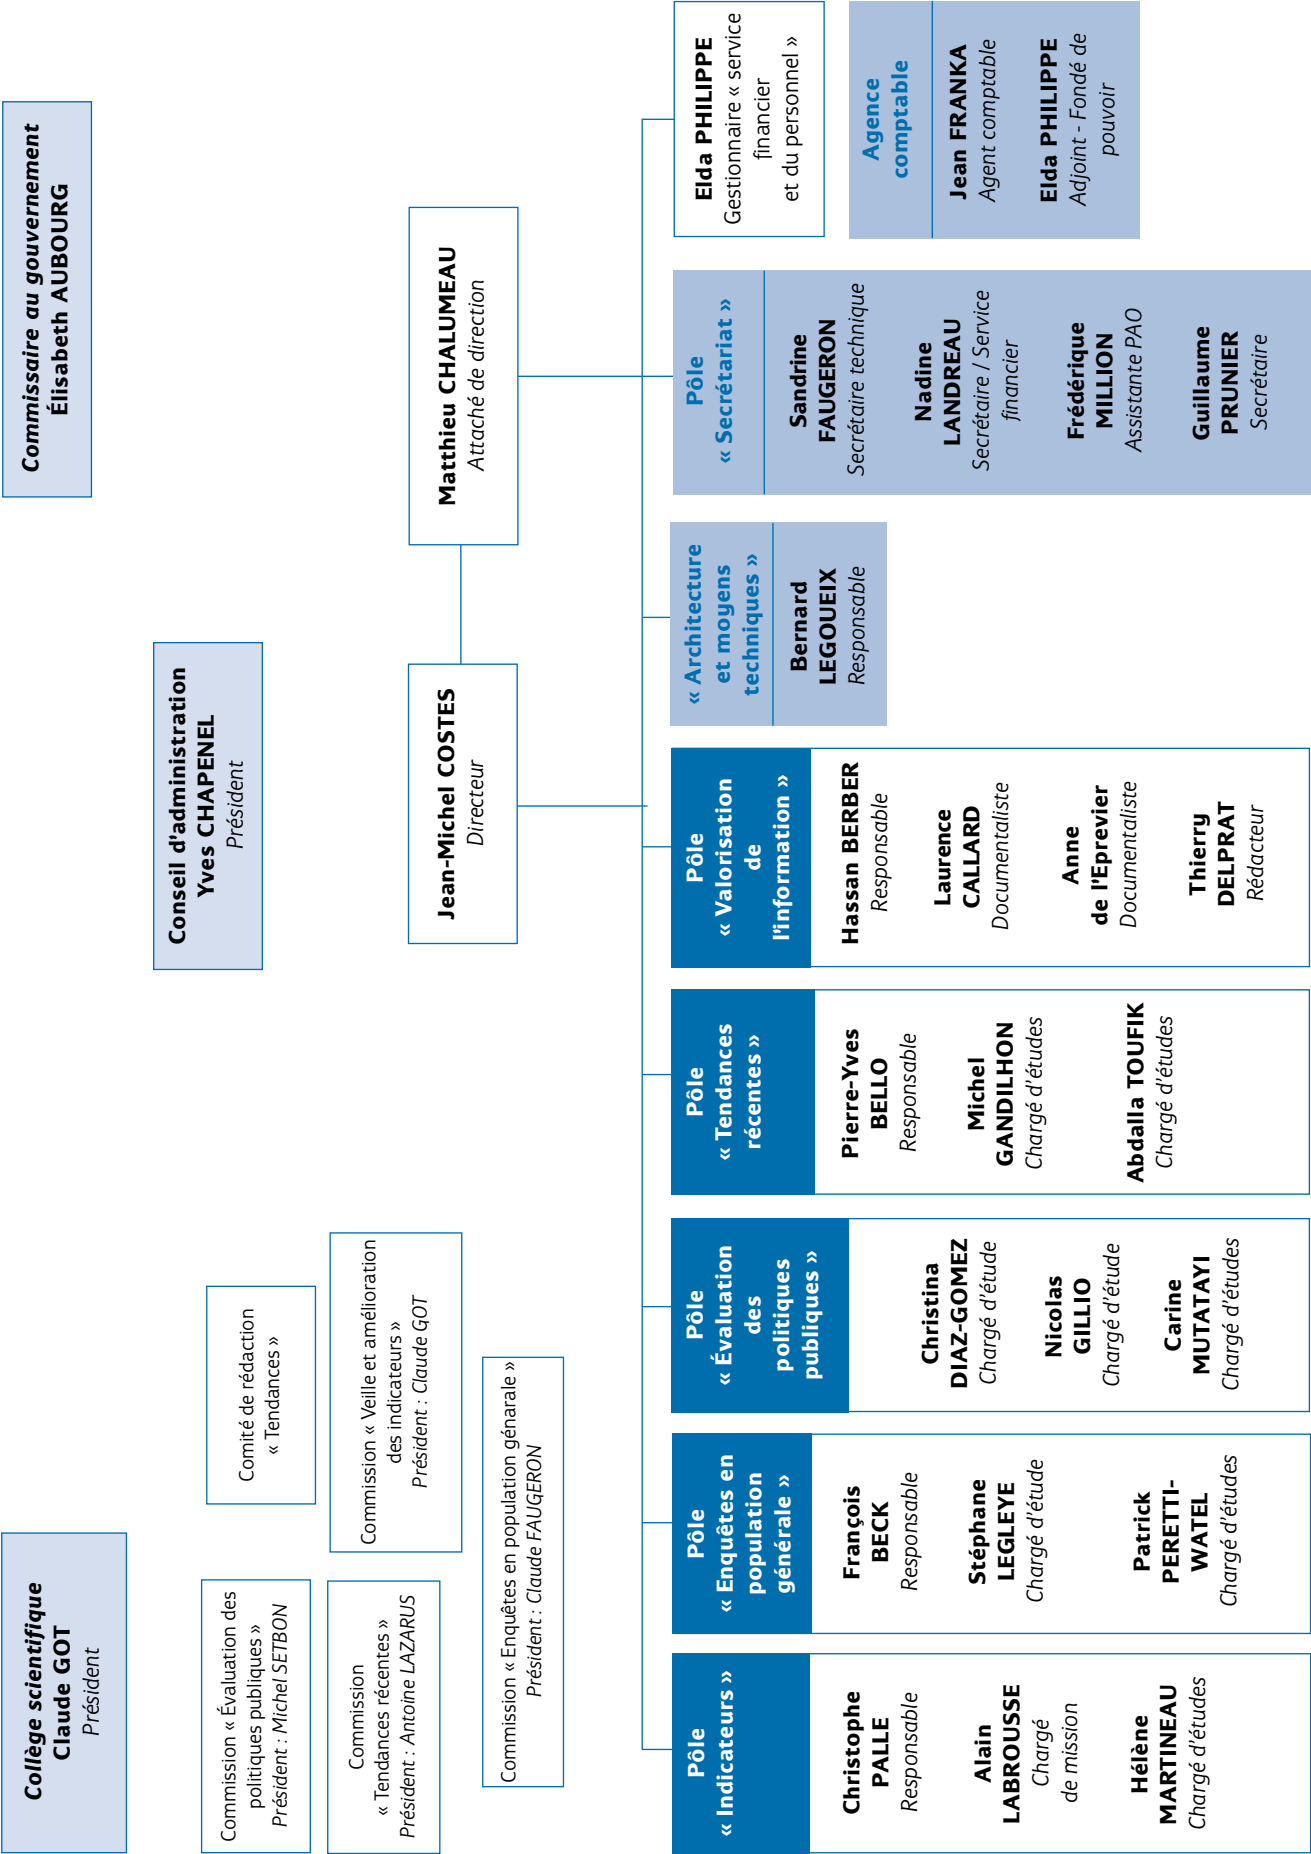 Collège scientifique
Claude GOT
Président
Conseil d'administration
Yves CHAPENEL
Président
Commissaire au gouvernement
Élisabeth AUBOURG
Commission « Évaluation des
politiques publiques »
Président : Michel SETBON
Comité de rédaction
« Tendances »
Commission
« Tendances récentes »
Président : Antoine LAZARUS
Commission « Veille et amélioration
des indicateurs »
Président : Claude GOT
Commission « Enquêtes en population génarale »
Président : Claude FAUGERON
Jean-Michel COSTES
Directeur
Matthieu CHALUMEAU
Attaché de direction
Pôle
« Indicateurs »
Christophe
PALLE
Responsable
Alain
LABROUSSE
Chargé
de mission
Hélène
MARTINEAU
Chargé d'études
Pôle
« Enquêtes en
population
générale »
François
BECK
Responsable
Stéphane
LEGLEYE
Chargé d'étude
Patrick
PERETTI-
WATEL
Chargé d'études
Pôle
« Évaluation
des
politiques
publiques »
Christina
DIAZ-GOMEZ
Chargé d'étude
Nicolas
GILLIO
Chargé d'étude
Carine
MUTATAYI
Chargé d'études
Pôle
« Tendances
récentes »
Pierre-Yves
BELLO
Responsable
Michel
GANDILHON
Chargé d'études
Abdalla TOUFIK
Chargé d'études
Pôle
« Valorisation
de
l'information »
Hassan BERBER
Responsable
Laurence
CALLARD
Documentaliste
Anne
de l'Eprevier
Documentaliste
Thierry
DELPRAT
Rédacteur
« Architecture
et moyens
techniques »
Bernard
LEGOUEIX
Responsable
Pôle
« Secrétariat »
Sandrine
FAUGERON
Secrétaire technique
Nadine
LANDREAU
Secrétaire / Service
financier
Frédérique
MILLION
Assistante PAO
Guillaume
PRUNIER
Secrétaire
Elda PHILIPPE
Gestionnaire « service
financier
et du personnel »
Agence
comptable
Jean FRANKA
Agent comptable
Elda PHILIPPE
Adjoint - Fondé de
pouvoir